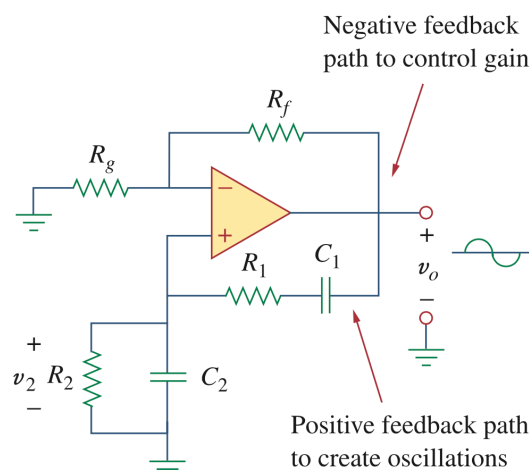 Negative feedback
path to control gain
R_f
R_g
−
+
R_1
C_1
+
v_o
−
+
v_2
−
R_2
C_2
Positive feedback path
to create oscillations